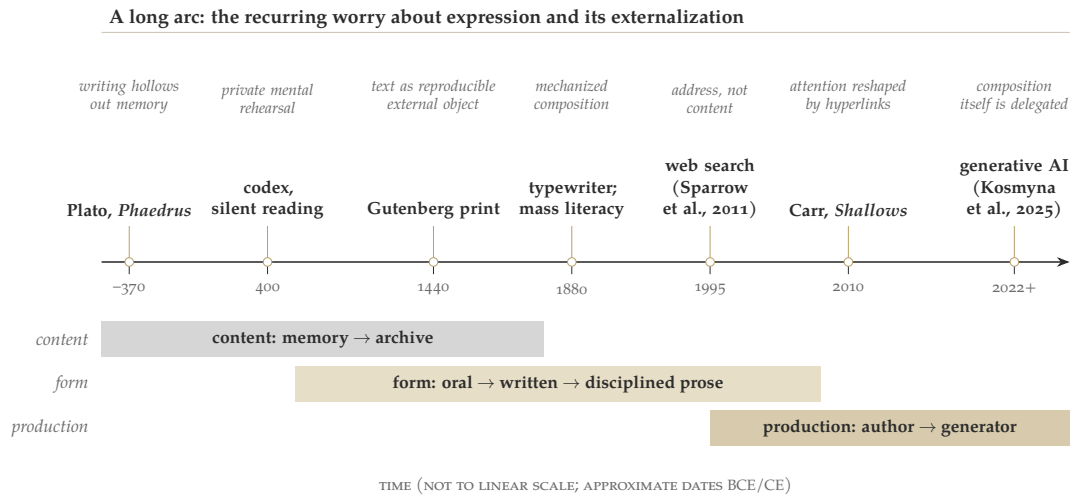 A long arc: the recurring worry about expression and its externalization
writing hollows
out memory
private mental
rehearsal
text as reproducible
external object
mechanized
composition
address, not
content
attention reshaped
by hyperlinks
composition
itself is delegated
Plato, Phaedrus
codex,
silent reading
Gutenberg print
typewriter;
mass literacy
web search
(Sparrow
et al., 2011)
Carr, Shallows
generative AI
(Kosmyna
et al., 2025)
−370
400
1440
1880
1995
2010
2022+
content
content: memory → archive
form
form: oral → written → disciplined prose
production
production: author → generator
TIME (NOT TO LINEAR SCALE; APPROXIMATE DATES BCE/CE)